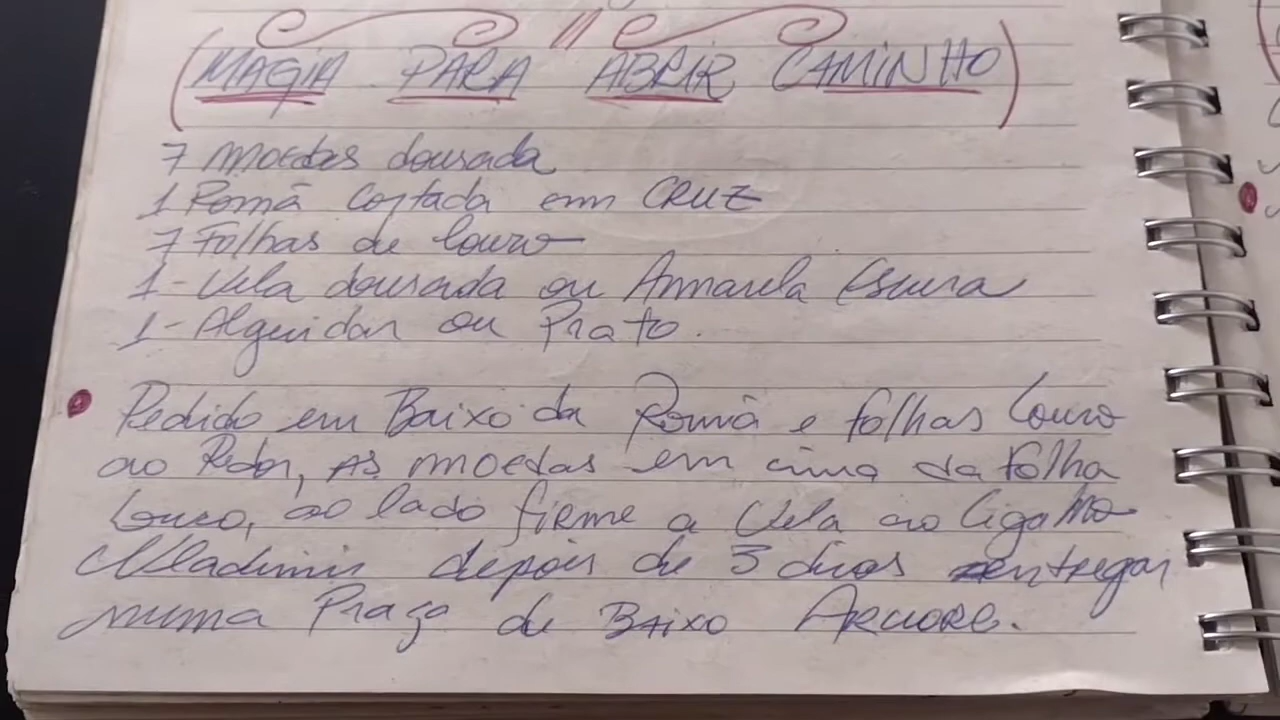 (MAGIA PARA ABRIR CAMINHO)
7 moedas dourada
1 Romã Cortada em CRUZ
7 Folhas de louro
1-Vela dourada ou Amarela Escura
1-Alguidar ou Prato.
Pedido em Baixo da Romã e folhas Louro
ao Redor, As moedas em cima da Folha
Louro, ao lado firme a Vela ao Cigano
Wladimir depois de 3 dias entregar
numa Praça de Baixo Arvore.